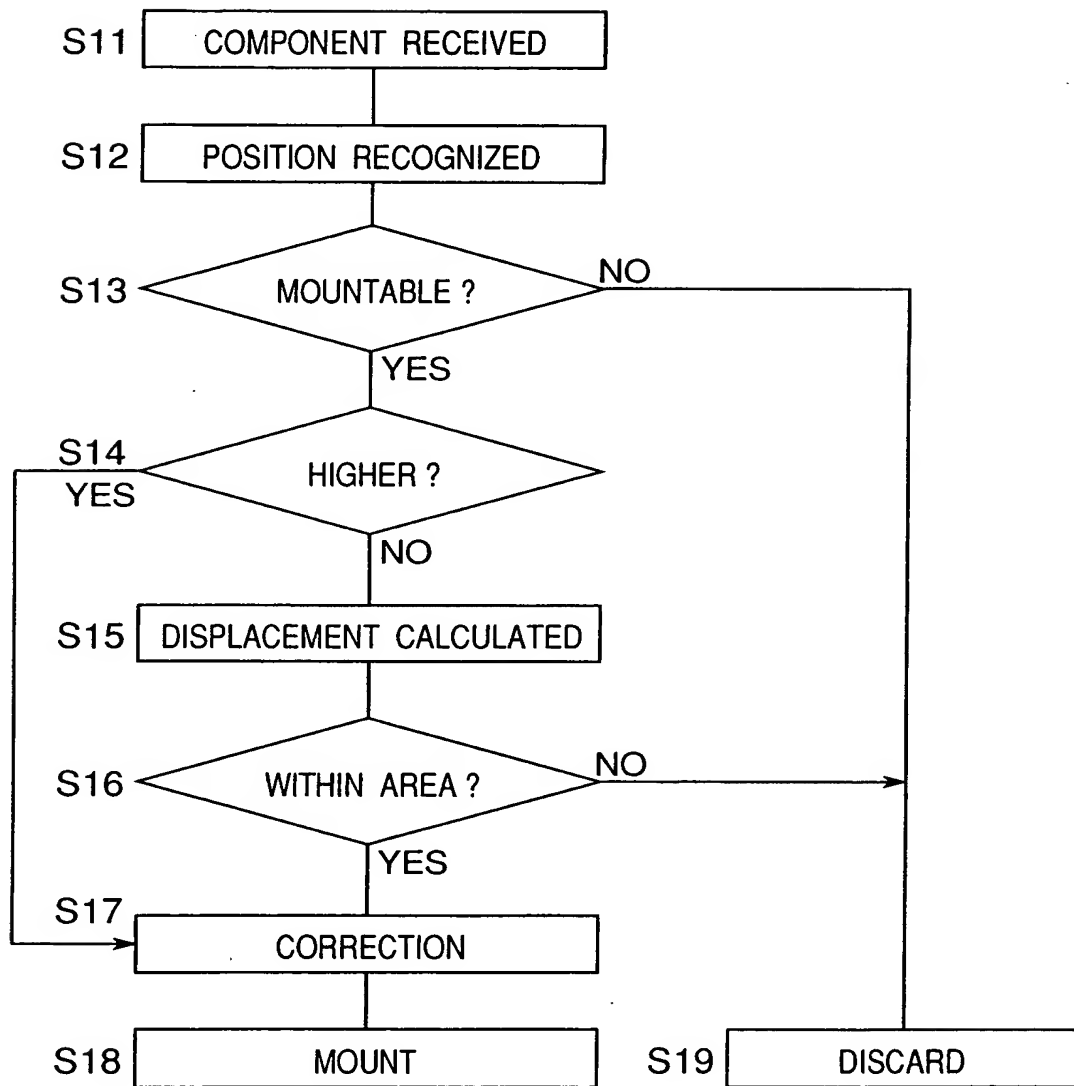 S11 COMPONENT RECEIVED
S12 POSITION RECOGNIZED
S13 MOUNTABLE ? NO
YES
S14 HIGHER ?
YES
NO
S15 DISPLACEMENT CALCULATED
S16 WITHIN AREA ? NO
YES
S17 CORRECTION
S18 MOUNT S19 DISCARD